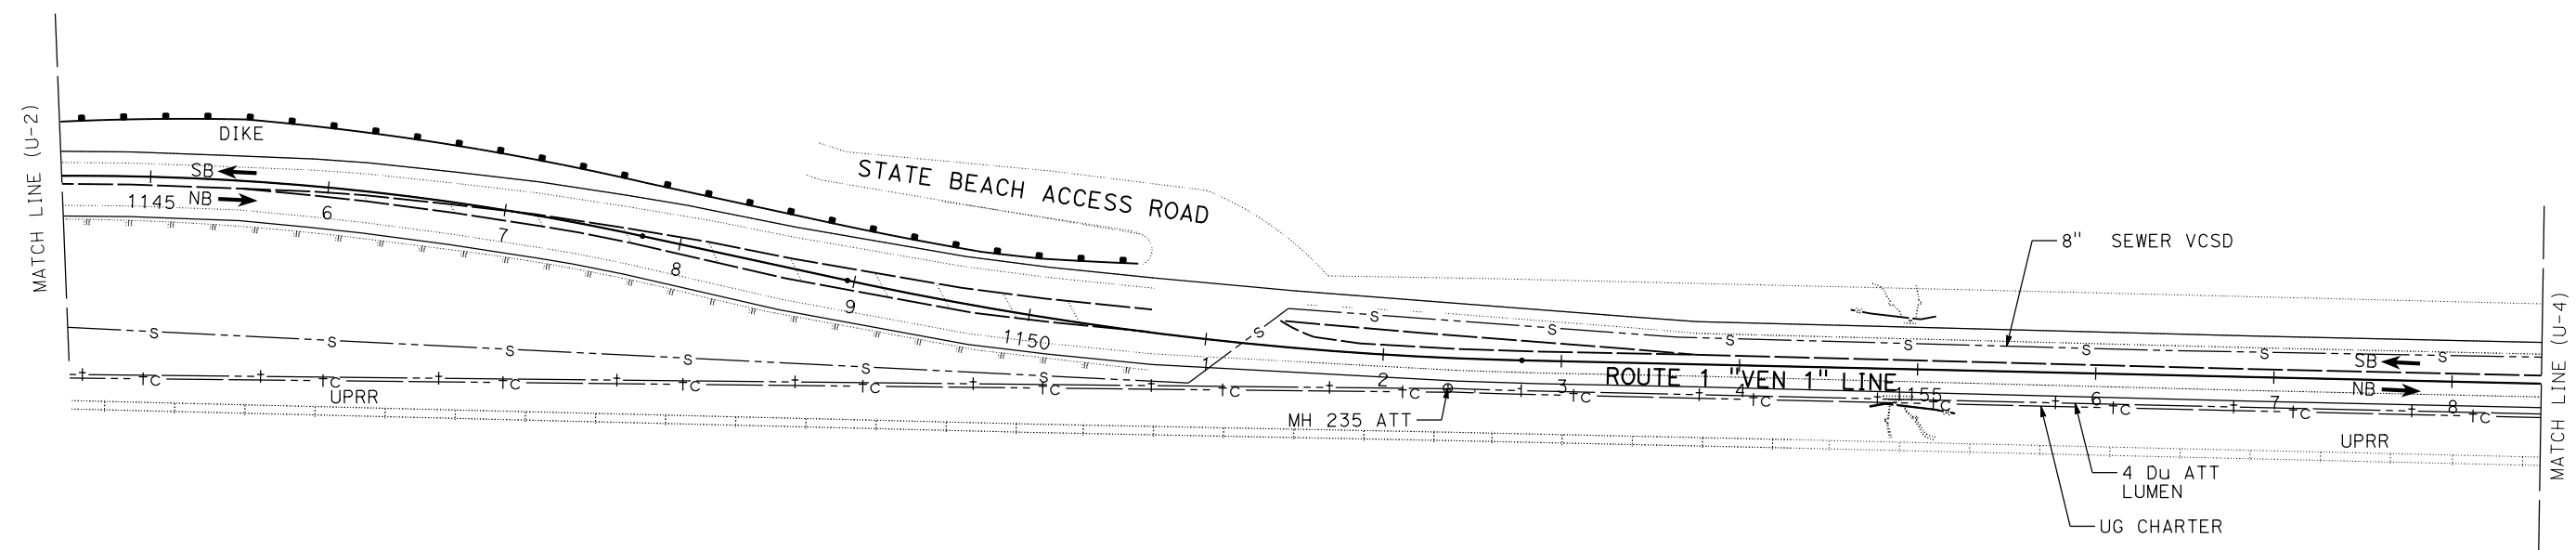 MATCH LINE (U-2)
DIKE
SB
1145 NB
6
7
8
9
1150
1
2
3
4
1155
6
7
8
STATE BEACH ACCESS ROAD
8" SEWER VCSD
S S S S S S S
S S S S S S S
C C C C C C C C C C C C C C
UPRR
MH 235 ATT
ROUTE 1 "VEN 1" LINE
SB
NB
UPRR
4 Du ATT
LUMEN
UG CHARTER
MATCH LINE (U-4)